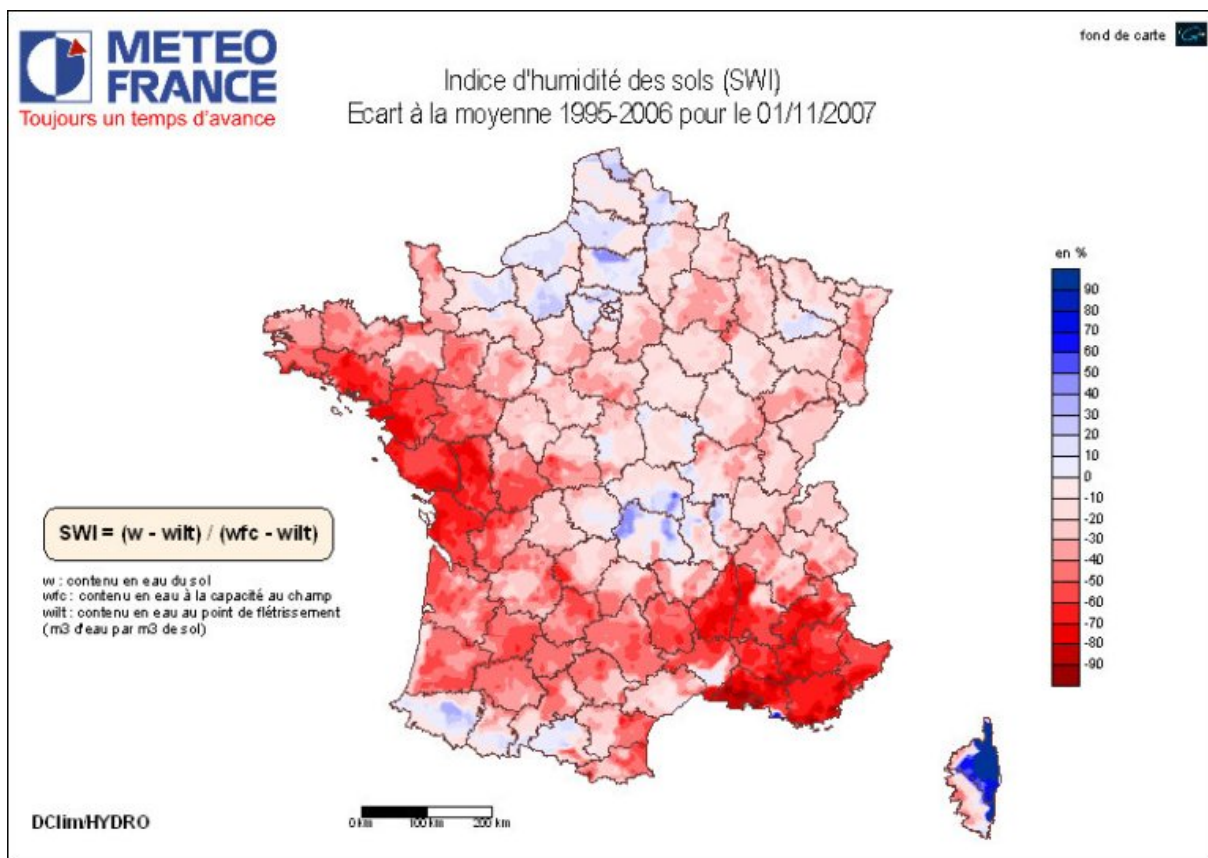 METEO
FRANCE
Toujours un temps d'avance
fond de carte
Indice d'humidité des sols (SWI)
Ecart à la moyenne 1995-2006 pour le 01/11/2007
en %
90
80
70
60
50
40
30
20
10
0
-10
-20
-30
-40
-50
-60
-70
-80
-90
SWI = (w - wilt) / (wfc - wilt)
w : contenu en eau du sol
wfc : contenu en eau à la capacité au champ
wilt : contenu en eau au point de flétrissement
(m3 d'eau par m3 de sol)
DClim/HYDRO
0 km 100 km 200 km